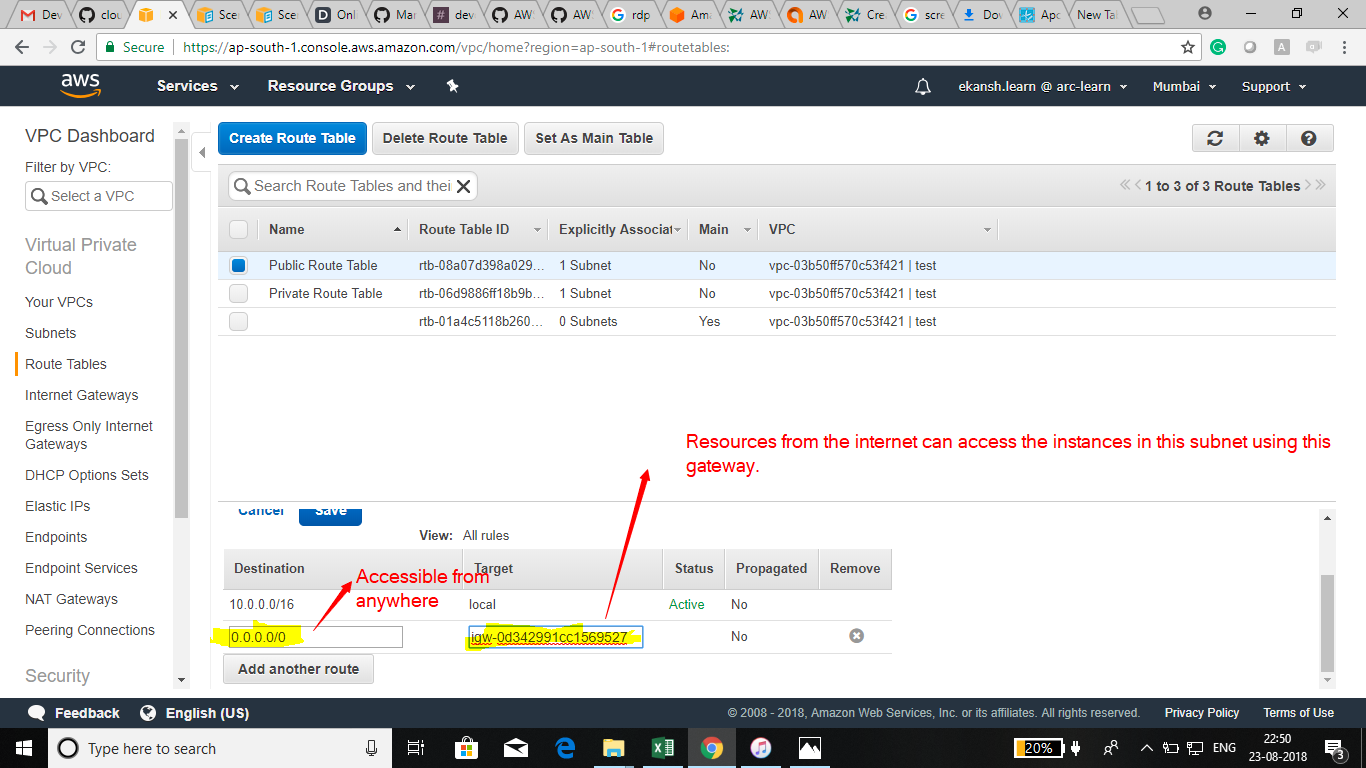 Dev
clou
Scer
Scer
Onl
Mar
dev
AWS
AWS
rdp
Ama
AWS
AW
Cre
scre
Dov
Apc
New Tal
Secure
https://ap-south-1.console.aws.amazon.com/vpc/home?region=ap-south-1#routetables:
aws
Services
Resource Groups
ekansh.learn @ arc-learn
Mumbai
Support
VPC Dashboard
Filter by VPC:
Select a VPC
Virtual Private
Cloud
Your VPCs
Subnets
Route Tables
Internet Gateways
Egress Only Internet
Gateways
DHCP Options Sets
Elastic IPs
Endpoints
Endpoint Services
NAT Gateways
Peering Connections
Security
Create Route Table
Delete Route Table
Set As Main Table
Search Route Tables and thei
1 to 3 of 3 Route Tables
Name Route Table ID Explicitly Associat Main VPC
Public Route Table rtb-08a07d398a029... 1 Subnet No vpc-03b50ff570c53f421 | test
Private Route Table rtb-06d9886ff18b9b... 1 Subnet No vpc-03b50ff570c53f421 | test
rtb-01a4c5118b260... 0 Subnets Yes vpc-03b50ff570c53f421 | test
Resources from the internet can access the instances in this subnet using this
gateway.
Cancel Save
View: All rules
Destination Target Status Propagated Remove
Accessible from
anywhere
10.0.0.0/16 local Active No
0.0.0.0/0 igw-0d342991cc1569527 No
Add another route
Feedback
English (US)
© 2008 - 2018, Amazon Web Services, Inc. or its affiliates. All rights reserved.
Privacy Policy
Terms of Use
Type here to search
20%
ENG
22:50
23-08-2018
3